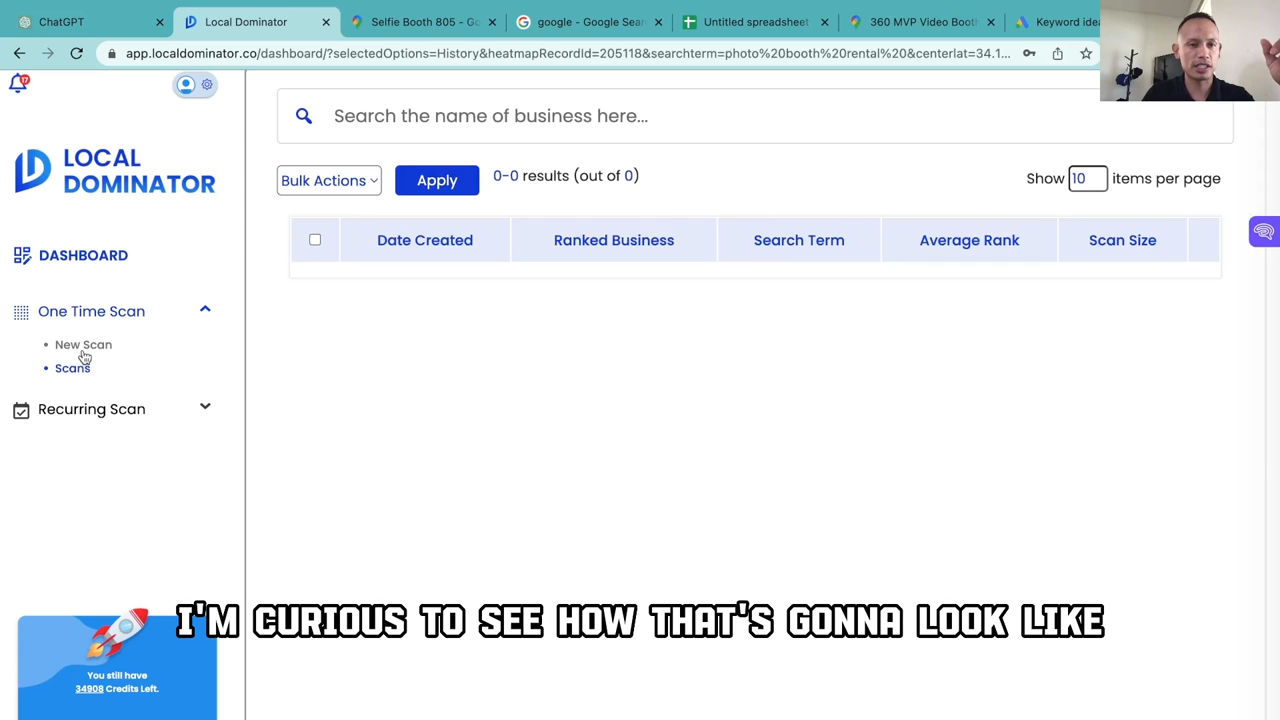 ChatGPT
Local Dominator
Selfie Booth 805 - Go
google - Google Sear
Untitled spreadsheet
360 MVP Video Booth
Keyword idea
app.localdominator.co/dashboard/?selectedOptions=History&heatmapRecordId=205118&searchterm=photo%20booth%20rental%20&centerlat=34.1...
17
LOCAL
DOMINATOR
DASHBOARD
One Time Scan
New Scan
Scans
Recurring Scan
You still have
34908 Credits Left.
Search the name of business here...
Bulk Actions
Apply
0-0 results (out of 0)
Show 10 items per page
Date Created
Ranked Business
Search Term
Average Rank
Scan Size
I'M CURIOUS TO SEE HOW THAT'S GONNA LOOK LIKE